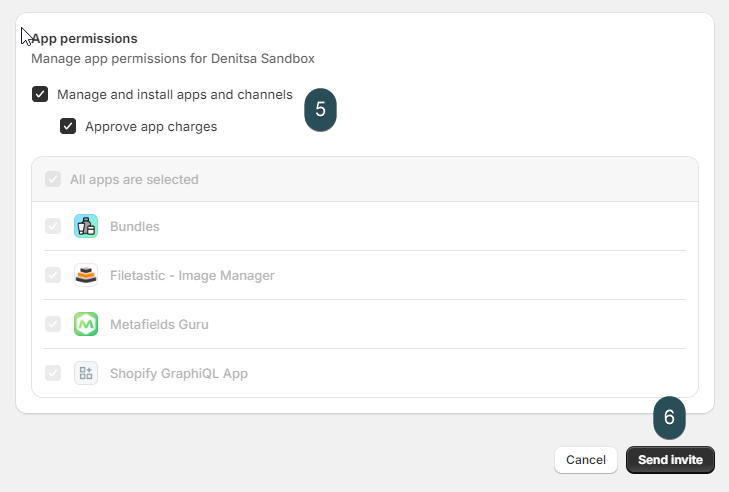 App permissions
Manage app permissions for Denitsa Sandbox
Manage and install apps and channels
5
Approve app charges
All apps are selected
Bundles
Filetastic - Image Manager
Metafields Guru
Shopify GraphiQL App
6
Cancel
Send invite